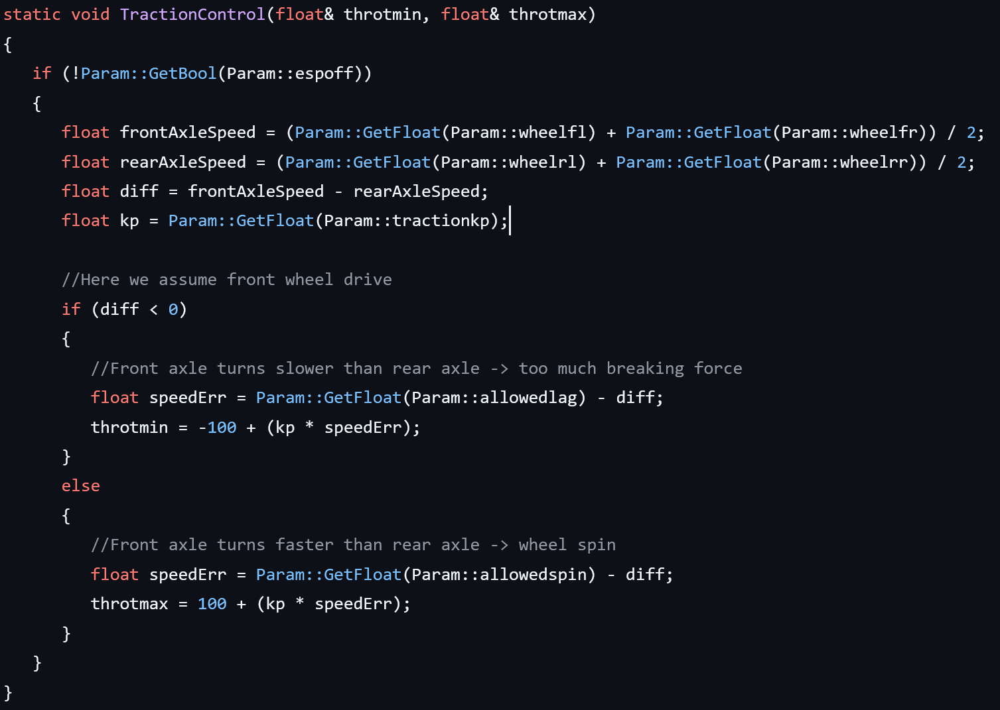 static void TractionControl(float& throtmin, float& throtmax)
{
   if (!Param::GetBool(Param::espoff))
   {
      float frontAxleSpeed = (Param::GetFloat(Param::wheelfl) + Param::GetFloat(Param::wheelfr)) / 2;
      float rearAxleSpeed = (Param::GetFloat(Param::wheelrl) + Param::GetFloat(Param::wheelrr)) / 2;
      float diff = frontAxleSpeed - rearAxleSpeed;
      float kp = Param::GetFloat(Param::tractionkp);

      //Here we assume front wheel drive
      if (diff < 0)
      {
         //Front axle turns slower than rear axle -> too much breaking force
         float speedErr = Param::GetFloat(Param::allowedlag) - diff;
         throtmin = -100 + (kp * speedErr);
      }
      else
      {
         //Front axle turns faster than rear axle -> wheel spin
         float speedErr = Param::GetFloat(Param::allowedspin) - diff;
         throtmax = 100 + (kp * speedErr);
      }
   }
}